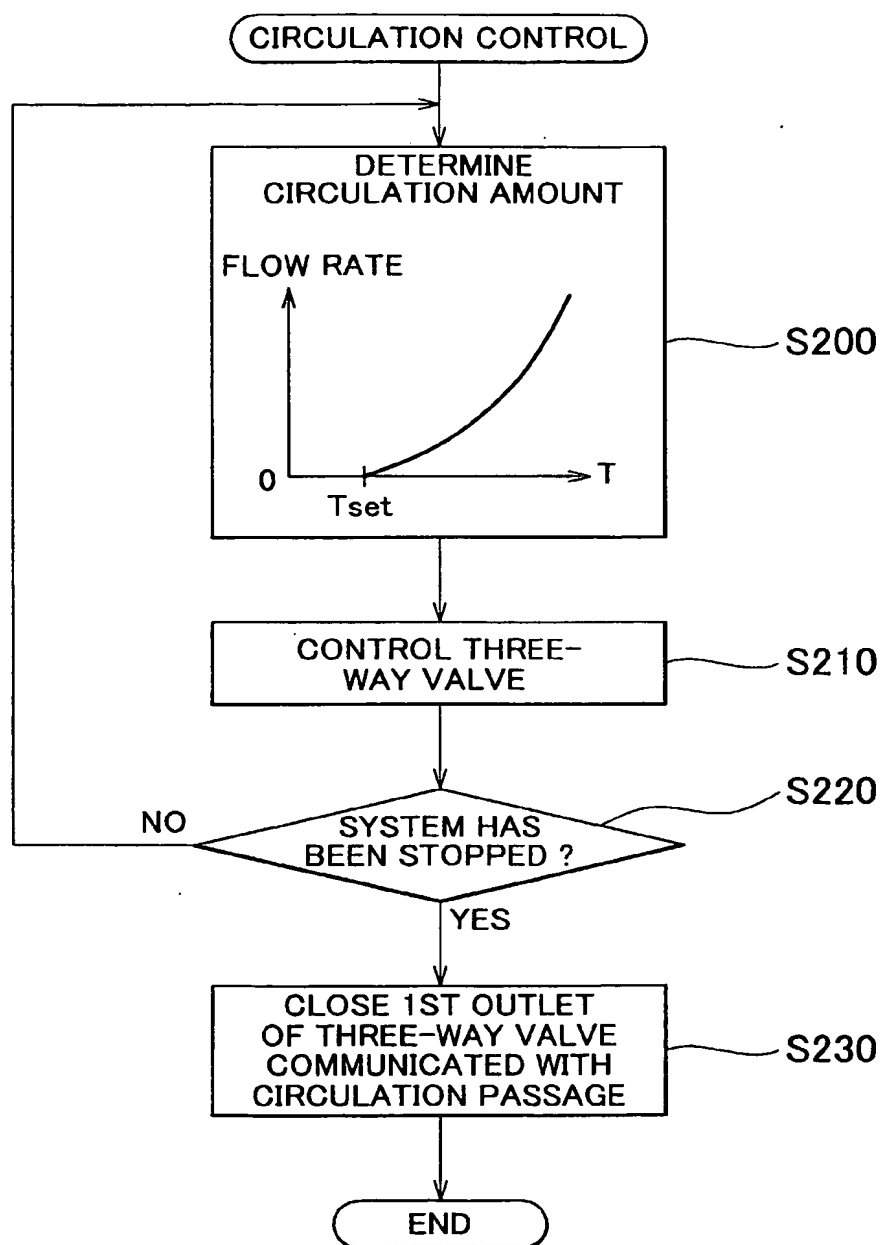 CIRCULATION CONTROL
DETERMINE
CIRCULATION AMOUNT
FLOW RATE
0
T
Tset
S200
CONTROL THREE-
WAY VALVE
S210
S220
SYSTEM HAS
BEEN STOPPED ?
NO
YES
CLOSE 1ST OUTLET
OF THREE-WAY VALVE
COMMUNICATED WITH
CIRCULATION PASSAGE
S230
END